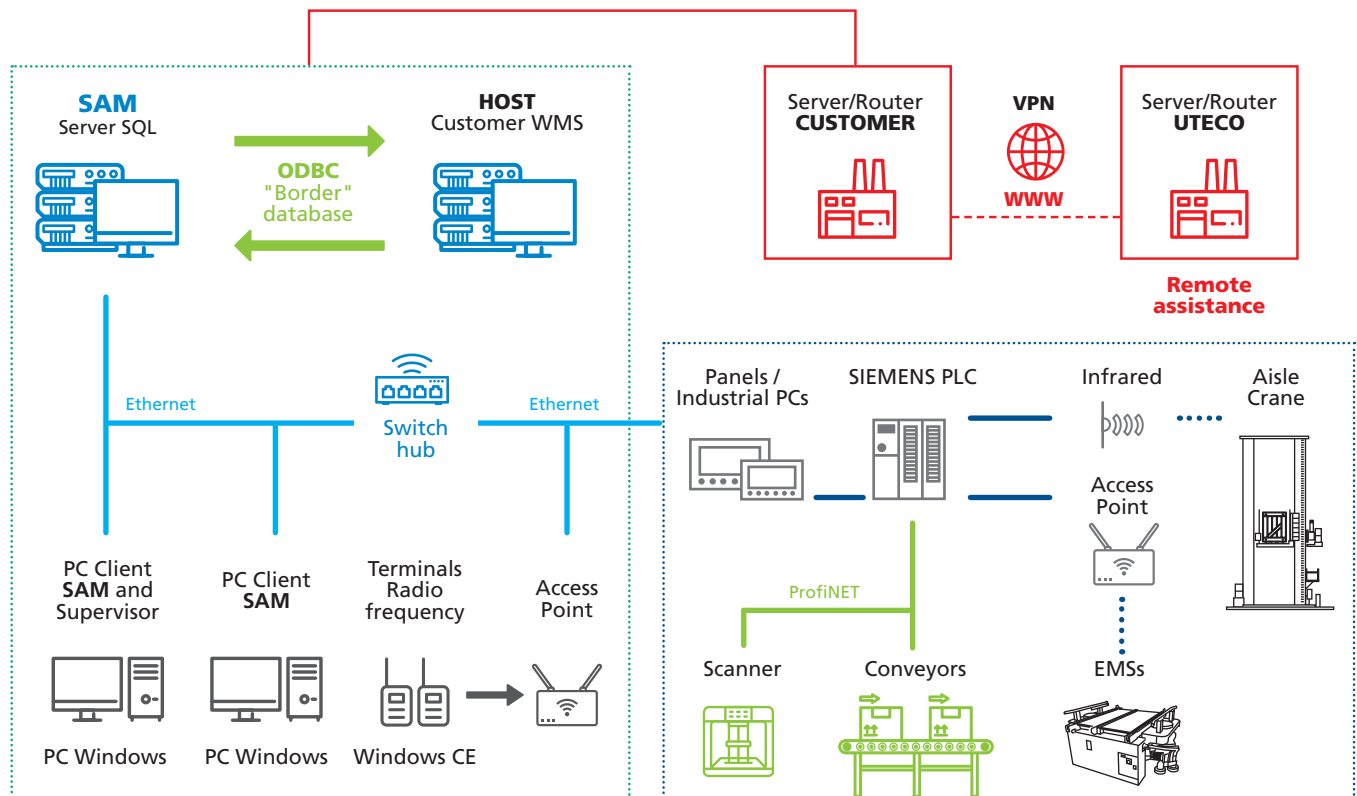 SAM
Server SQL
HOST
Customer WMS
ODBC
"Border"
database
Server/Router
CUSTOMER
VPN
WWW
Server/Router
UTECO
Remote
assistance
Ethernet
Switch
hub
Ethernet
Panels /
Industrial PCs
SIEMENS PLC
Infrared
Aisle
Crane
Access
Point
PC Client
SAM and
Supervisor
PC Client
SAM
Terminals
Radio
frequency
Access
Point
ProfiNET
Scanner
Conveyors
EMSs
PC Windows
PC Windows
Windows CE